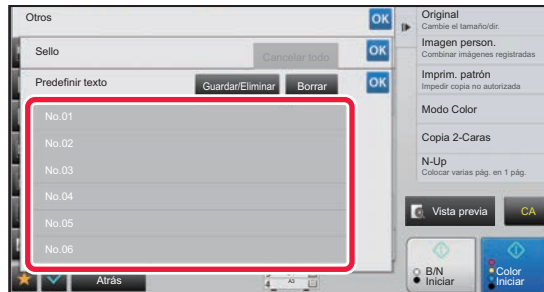 Otros
OK
Sello
Cancelar todo
OK
Predefinir texto
Guardar/Eliminar
Borrar
OK
No.01
No.02
No.03
No.04
No.05
No.06
Atrás
4
A3
Original
Cambie el tamaño/dir.
Imagen person.
Combinar imágenes registradas
Imprim. patrón
Impedir copia no autorizada
Modo Color
Copia 2-Caras
N-Up
Colocar varias pág. en 1 pág.
Vista previa
CA
B/N
Iniciar
Color
Iniciar